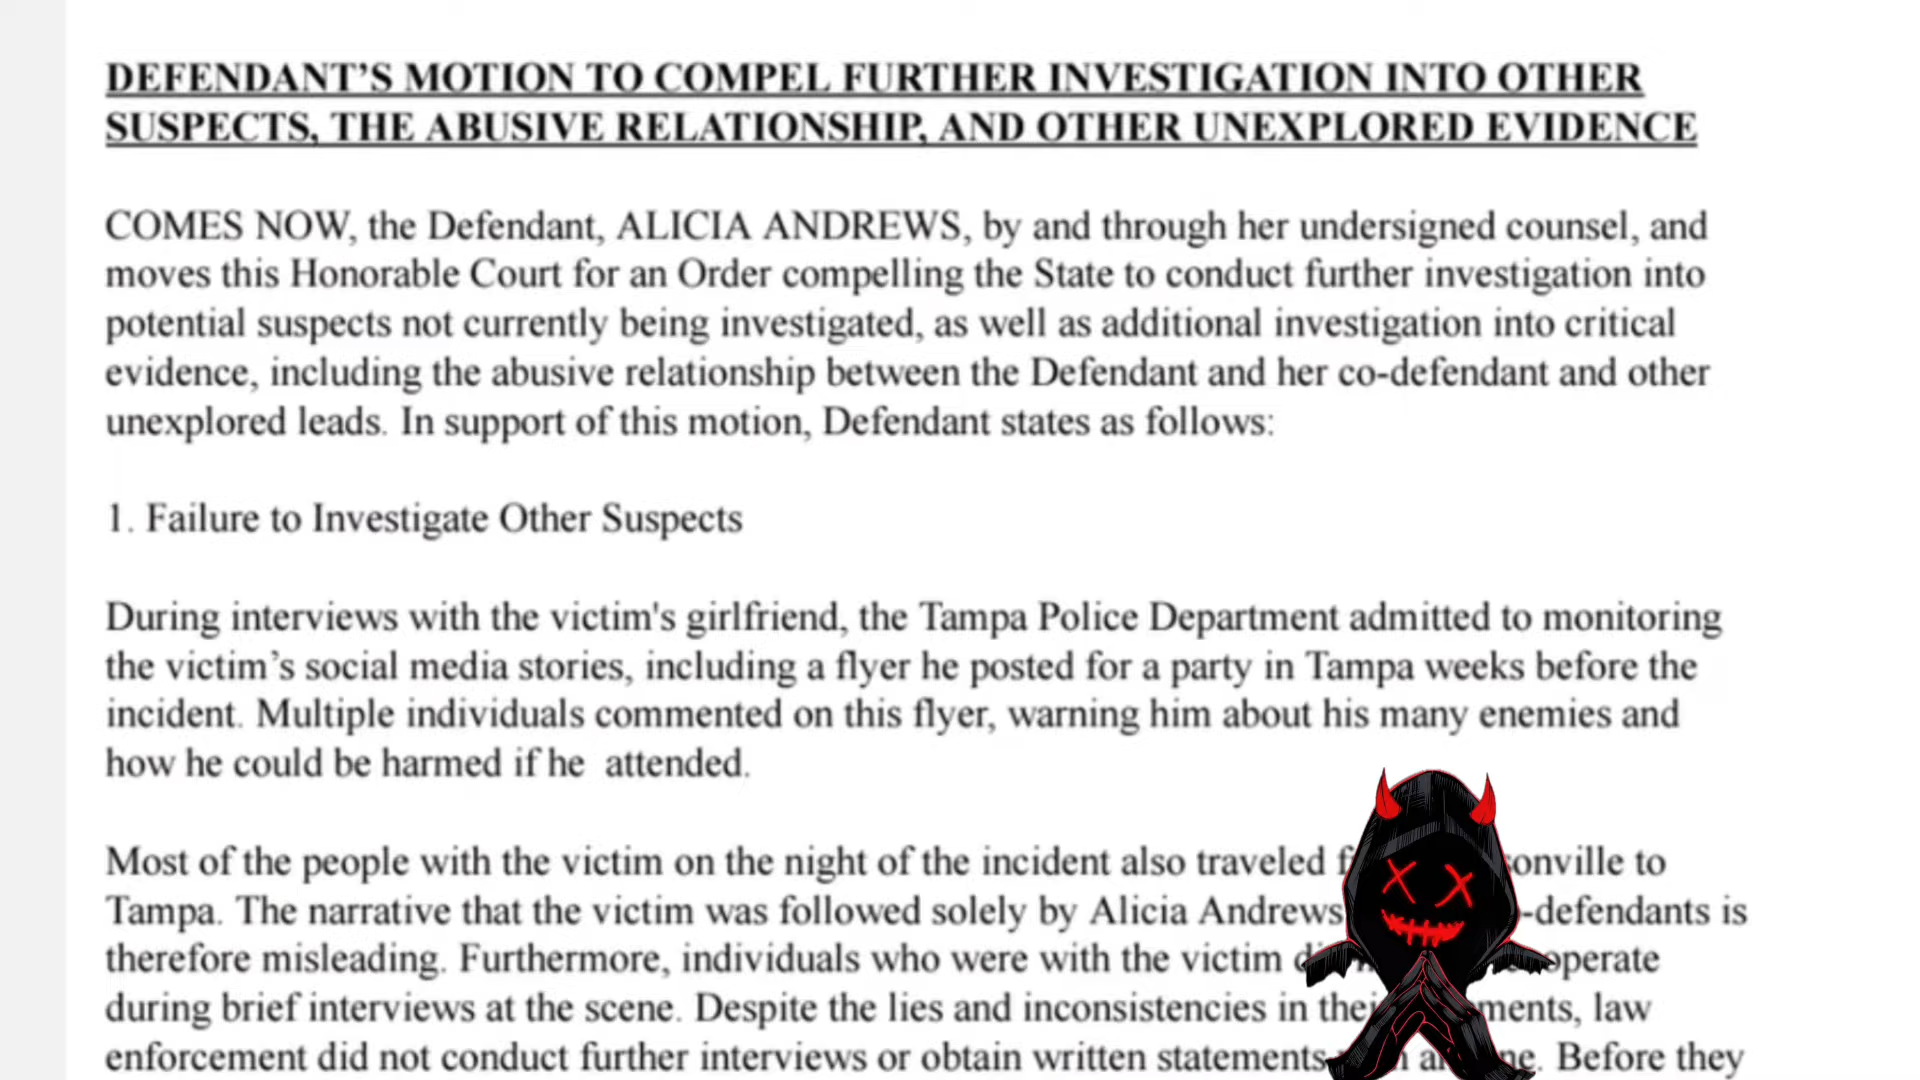 DEFENDANT’S MOTION TO COMPEL FURTHER INVESTIGATION INTO OTHER
SUSPECTS, THE ABUSIVE RELATIONSHIP, AND OTHER UNEXPLORED EVIDENCE
COMES NOW, the Defendant, ALICIA ANDREWS, by and through her undersigned counsel, and
moves this Honorable Court for an Order compelling the State to conduct further investigation into
potential suspects not currently being investigated, as well as additional investigation into critical
evidence, including the abusive relationship between the Defendant and her co-defendant and other
unexplored leads. In support of this motion, Defendant states as follows:
1. Failure to Investigate Other Suspects
During interviews with the victim's girlfriend, the Tampa Police Department admitted to monitoring
the victim’s social media stories, including a flyer he posted for a party in Tampa weeks before the
incident. Multiple individuals commented on this flyer, warning him about his many enemies and
how he could be harmed if he attended.
Most of the people with the victim on the night of the incident also traveled sonville to
Tampa. The narrative that the victim was followed solely by Alicia Andrews -defendants is
therefore misleading. Furthermore, individuals who were with the victim operate
during brief interviews at the scene. Despite the lies and inconsistencies in their ments, law
enforcement did not conduct further interviews or obtain written statements Before they